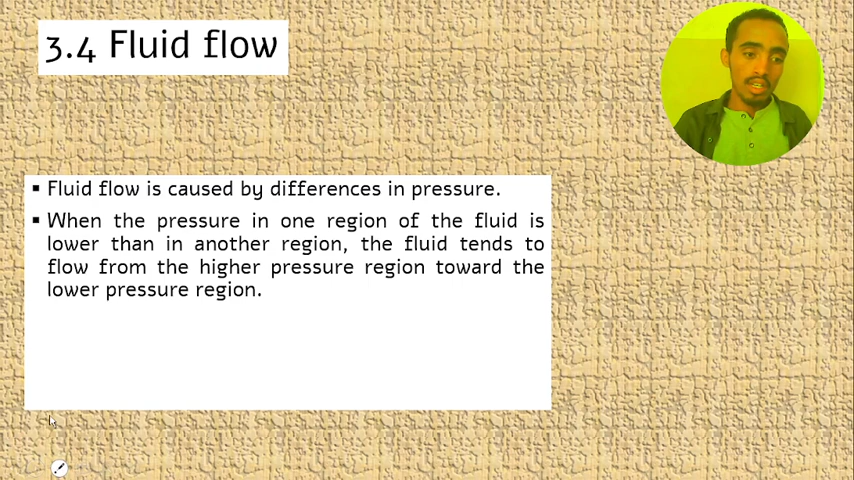 3.4 Fluid flow
▪ Fluid flow is caused by differences in pressure.
▪ When the pressure in one region of the fluid is
lower than in another region, the fluid tends to
flow from the higher pressure region toward the
lower pressure region.